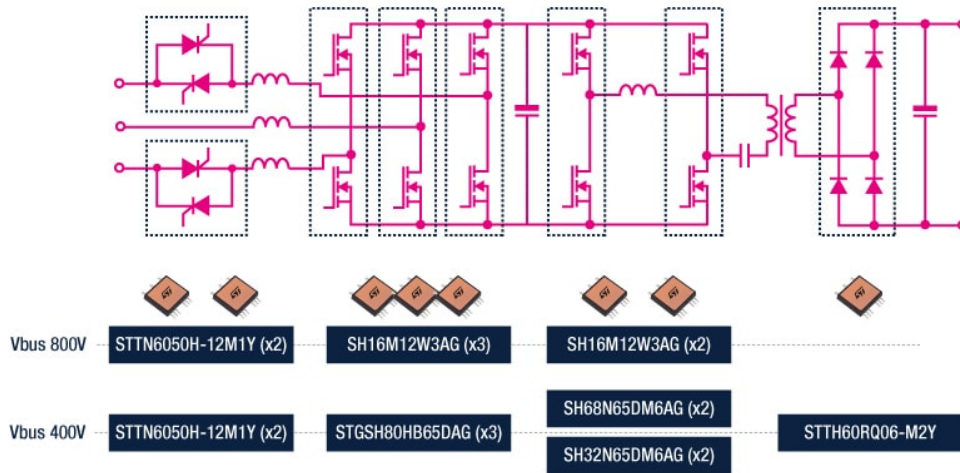 Vbus 800V
STTN6050H-12M1Y (x2)
SH16M12W3AG (x3)
SH16M12W3AG (x2)
Vbus 400V
STTN6050H-12M1Y (x2)
STGSH80HB65DAG (x3)
SH68N65DM6AG (x2)
SH32N65DM6AG (x2)
STTH60RQ06-M2Y